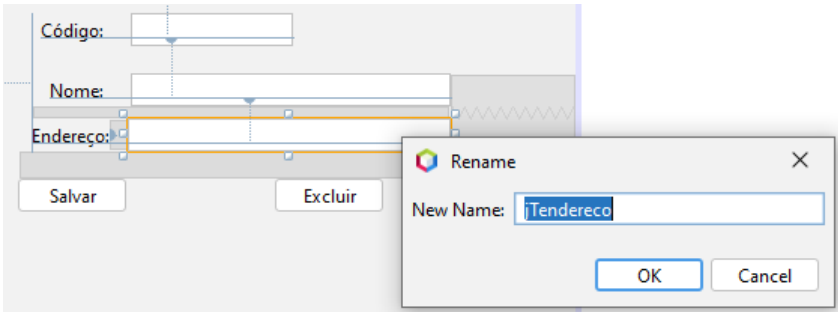 Código:
Nome:
Endereço:
Salvar
Excluir
Rename
New Name:
jTendereco
OK
Cancel